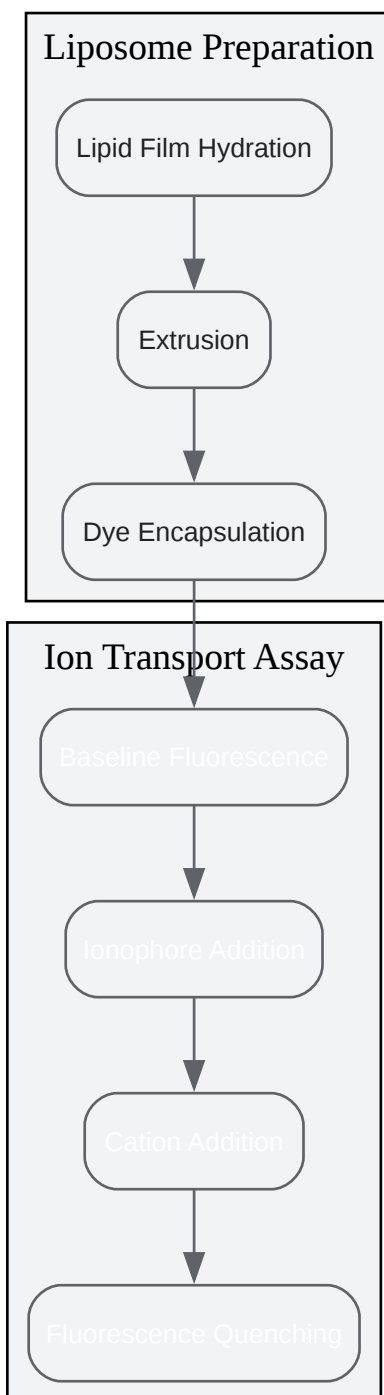 Liposome Preparation
Lipid Film Hydration
Extrusion
Dye Encapsulation
Ion Transport Assay
Baseline Fluorescence
Ionophore Addition
Cation Addition
Fluorescence Quenching